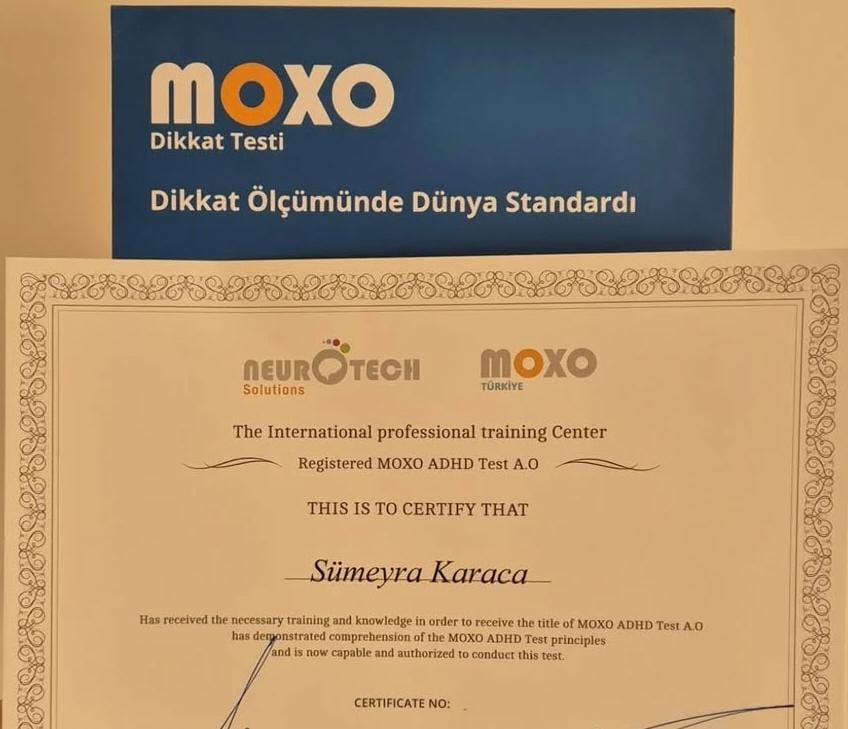 moxo
Dikkat Testi
Dikkat Ölçümünde Dünya Standardı
NEUROTECH
Solutions
moxo
TÜRKİYE
The International professional training Center
Registered MOXO ADHD Test A.O
THIS IS TO CERTIFY THAT
Sümeyra Karaca
Has received the necessary training and knowledge in order to receive the title of MOXO ADHD Test A.O
has demonstrated comprehension of the MOXO ADHD Test principles
and is now capable and authorized to conduct this test.
CERTIFICATE NO: